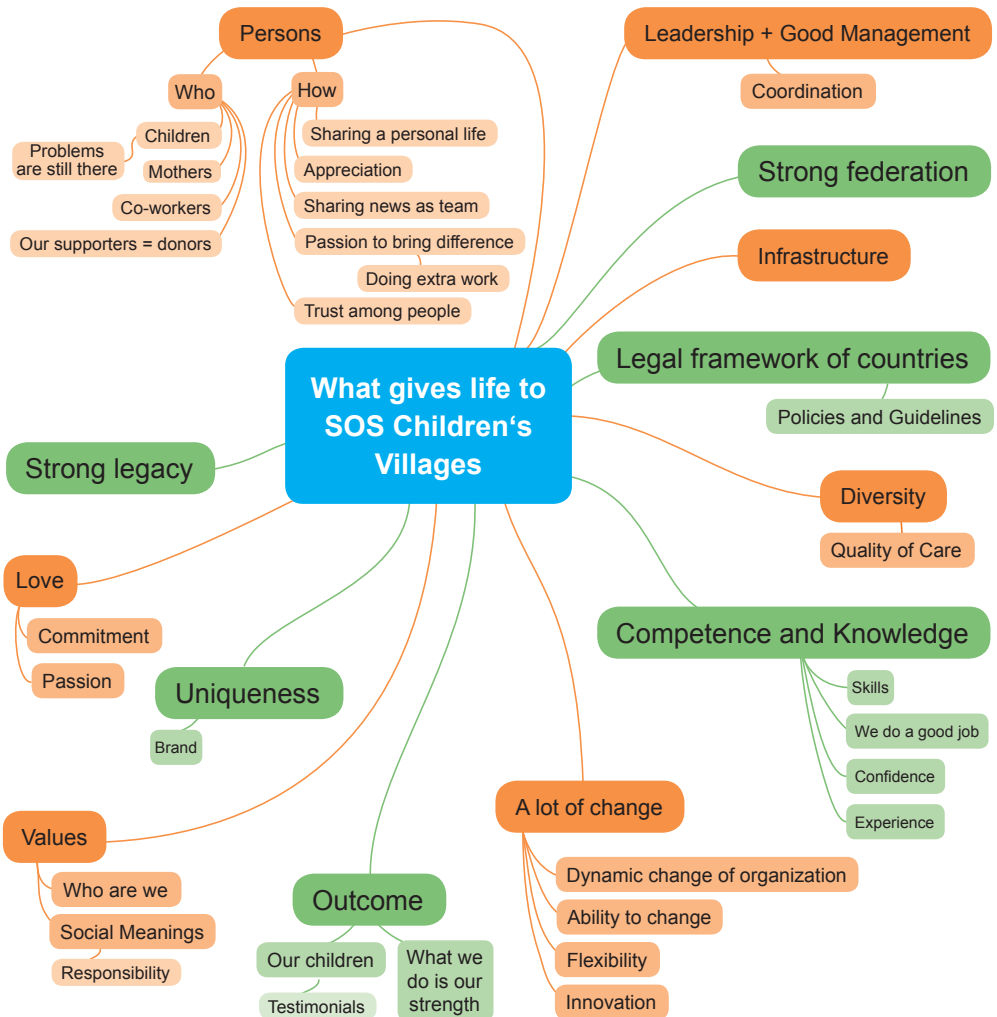 Persons
Who
Children
Problems
are still there
Mothers
Co-workers
Our supporters = donors
How
Sharing a personal life
Appreciation
Sharing news as team
Passion to bring difference
Doing extra work
Trust among people
Leadership + Good Management
Coordination
Strong federation
Infrastructure
Legal framework of countries
Policies and Guidelines
What gives life to
SOS Children‘s
Villages
Strong legacy
Diversity
Quality of Care
Love
Commitment
Passion
Competence and Knowledge
Skills
We do a good job
Confidence
Experience
Uniqueness
Brand
A lot of change
Dynamic change of organization
Ability to change
Flexibility
Innovation
Values
Who are we
Social Meanings
Responsibility
Outcome
Our children
Testimonials
What we
do is our
strength